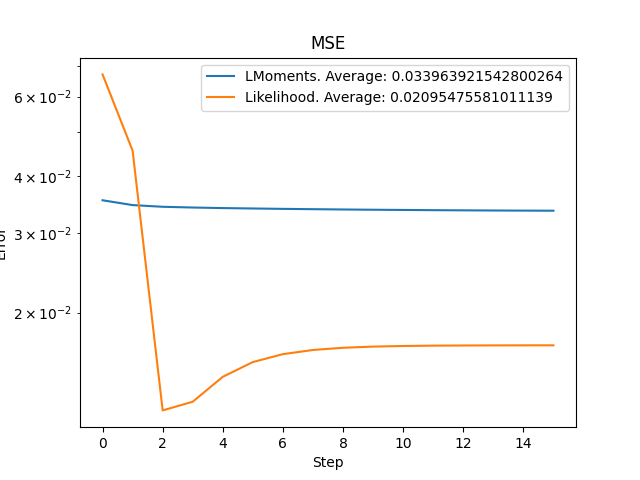 MSE
LMoments. Average: 0.033963921542800264
Likelihood. Average: 0.02095475581011139
6 × 10⁻²
4 × 10⁻²
3 × 10⁻²
2 × 10⁻²
Error
0 2 4 6 8 10 12 14
Step